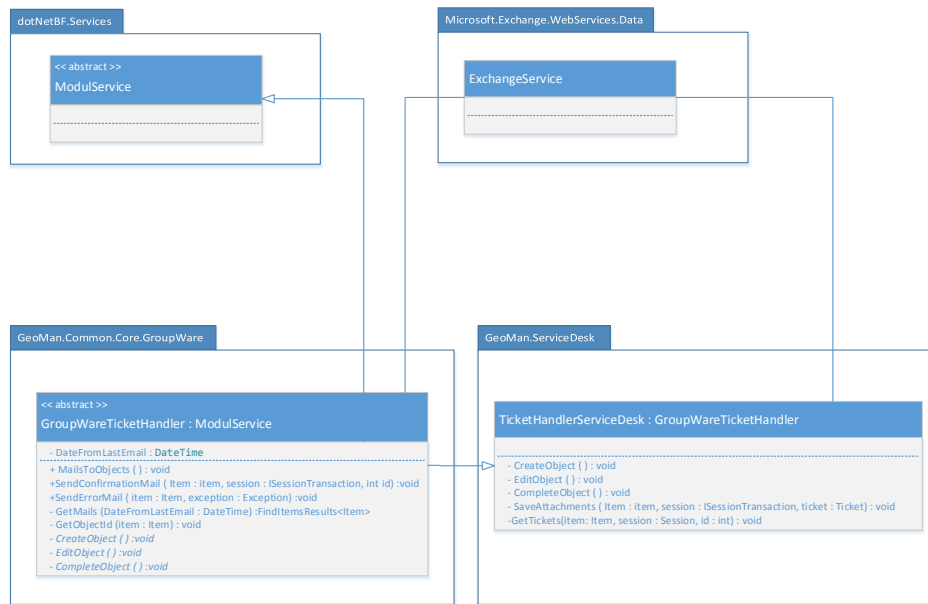 dotNetBF.Services
<< abstract >>
ModulService
Microsoft.Exchange.WebServices.Data
ExchangeService
GeoMan.Common.Core.GroupWare
<< abstract >>
GroupWareTicketHandler : ModulService
- DateFromLastEmail : DateTime
+ MailsToObjects ( ) : void
+SendConfirmationMail ( Item : item, session : ISessionTransaction, int id) :void
+SendErrorMail ( item : Item, exception : Exception) :void
- GetMails (DateFromLastEmail : DateTime) :FindItemsResults<Item>
- GetObjectId (item : Item) : void
- CreateObject ( ) :void
- EditObject ( ) :void
- CompleteObject ( ) :void
GeoMan.ServiceDesk
TicketHandlerServiceDesk : GroupWareTicketHandler
- CreateObject ( ) : void
- EditObject ( ) : void
- CompleteObject ( ) : void
- SaveAttachments ( Item : item, session : ISessionTransaction, ticket : Ticket) : void
-GetTickets(item: Item, session : Session, id : int) : void